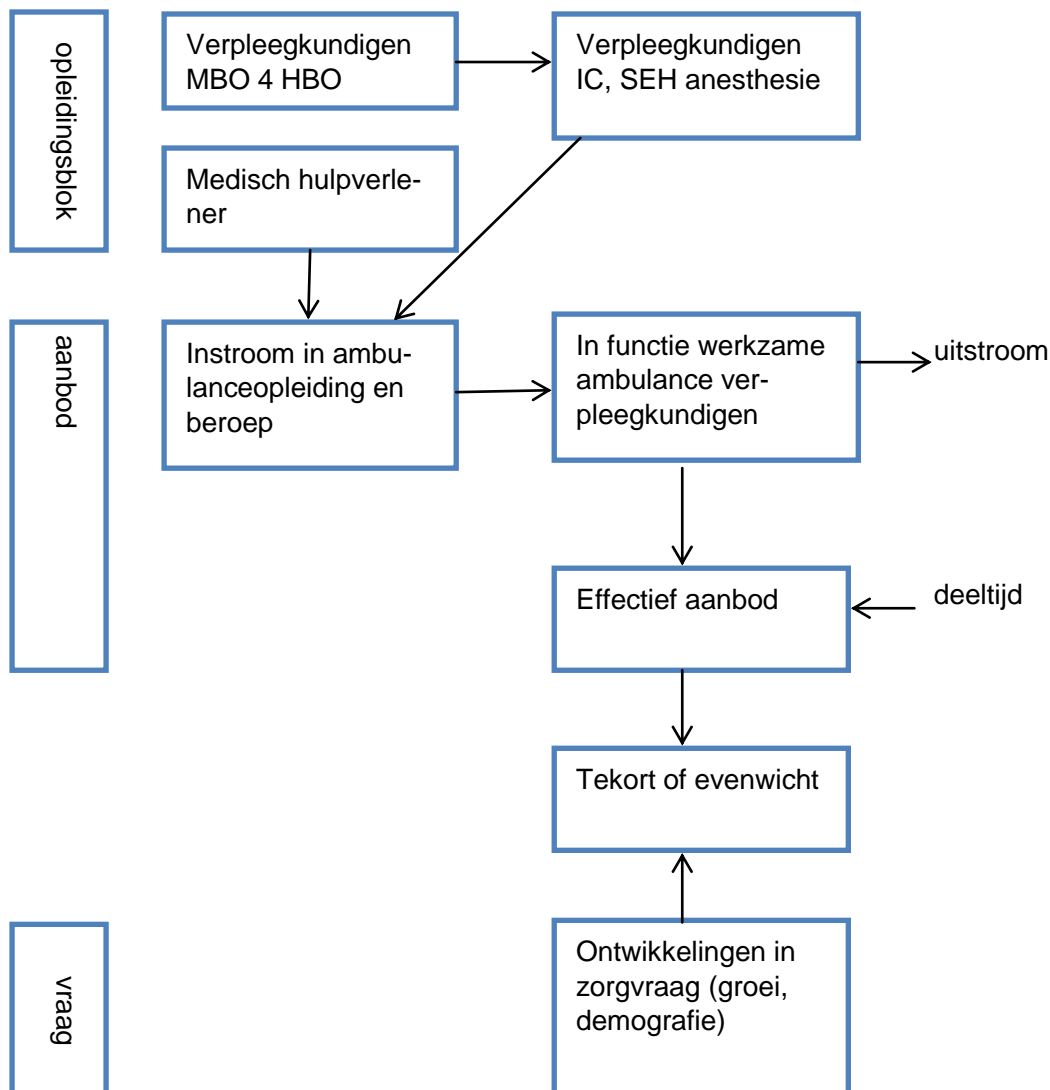 opleidingsblok
Verpleegkundigen
MBO 4 HBO
Verpleegkundigen
IC, SEH anesthesie
Medisch hulpverle-
ner
aanbod
Instroom in ambu-
lanceopleiding en
beroep
In functie werkzame
ambulance ver-
pleegkundigen
uitstroom
Effectief aanbod
deeltijd
Tekort of evenwicht
vraag
Ontwikkelingen in
zorgvraag (groei,
demografie)